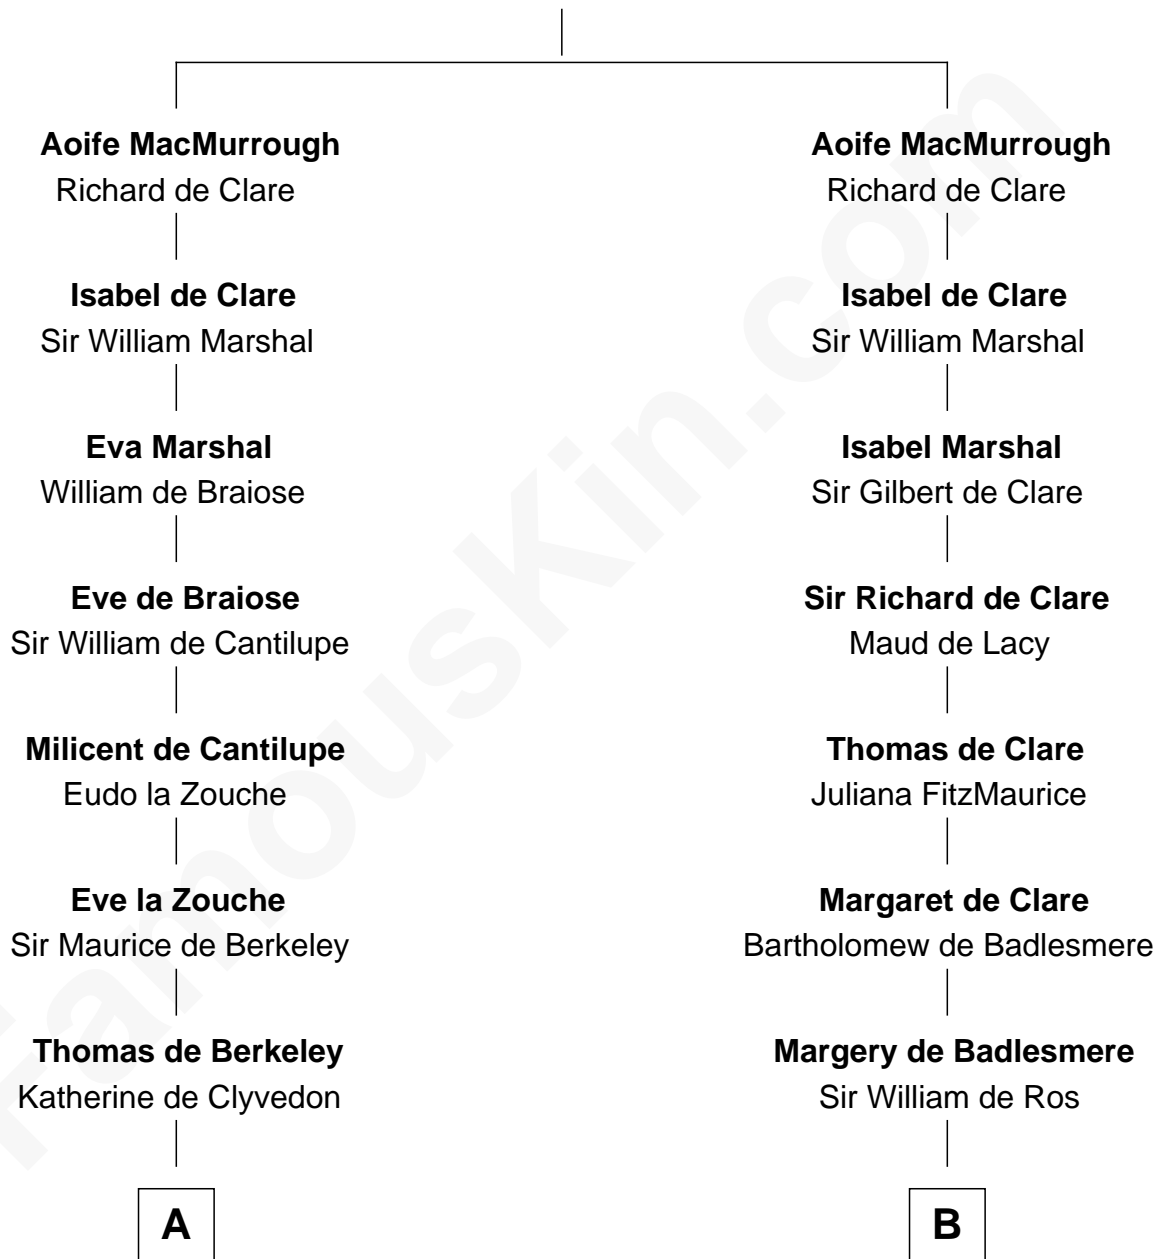 Aoife MacMurrough
Richard de Clare
Isabel de Clare
Sir William Marshal
Eva Marshal
William de Braiose
Eve de Braiose
Sir William de Cantilupe
Milicent de Cantilupe
Eudo la Zouche
Eve la Zouche
Sir Maurice de Berkeley
Thomas de Berkeley
Katherine de Clyvedon
A
Aoife MacMurrough
Richard de Clare
Isabel de Clare
Sir William Marshal
Isabel Marshal
Sir Gilbert de Clare
Sir Richard de Clare
Maud de Lacy
Thomas de Clare
Juliana FitzMaurice
Margaret de Clare
Bartholomew de Badlesmere
Margery de Badlesmere
Sir William de Ros
B
FamousKin.com